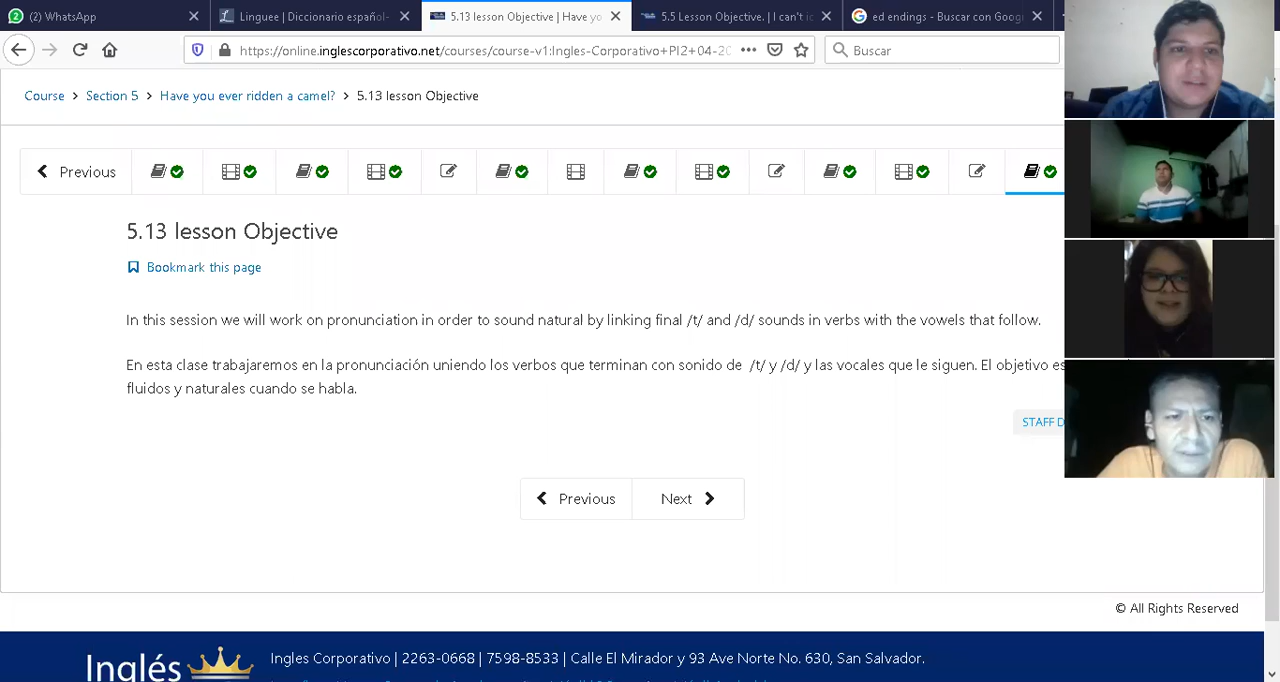 (2) WhatsApp
Linguee | Diccionario español-
5.13 lesson Objective | Have yo
5.5 Lesson Objective. | I can't i
ed endings - Buscar con Goog
https://online.inglescorporativo.net/courses/course-v1:Ingles-Corporativo+PI2+04-20
Buscar
Course > Section 5 > Have you ever ridden a camel? > 5.13 lesson Objective
Previous
5.13 lesson Objective
Bookmark this page
In this session we will work on pronunciation in order to sound natural by linking final /t/ and /d/ sounds in verbs with the vowels that follow.
En esta clase trabajaremos en la pronunciación uniendo los verbos que terminan con sonido de /t/ y /d/ y las vocales que le siguen. El objetivo es
fluidos y naturales cuando se habla.
STAFF D
Previous
Next
© All Rights Reserved
Inglés
Ingles Corporativo | 2263-0668 | 7598-8533 | Calle El Mirador y 93 Ave Norte No. 630, San Salvador.